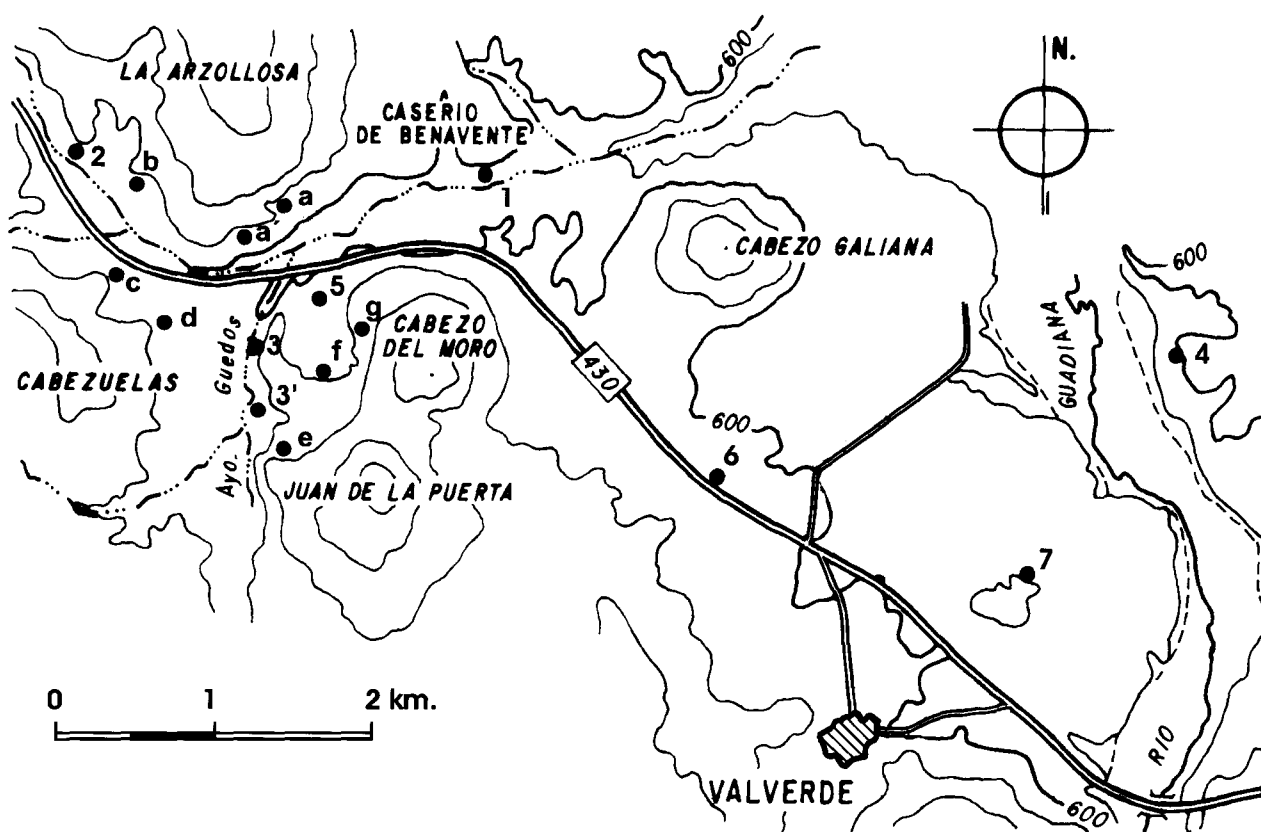 600
N.
LA ARZOLLOSA
CASERIO
DE BENAVENTE
2
b
1
a
a'
CABEZO GALIANA
600
c
5
g
CABEZO
DEL MORO
d
3
f
430
GUADIANA
4
CABEZUELAS
Guedos
3'
Ayo.
e
600
6
JUAN DE LA PUERTA
7
0 1 2 km.
RIO
VALVERDE
600